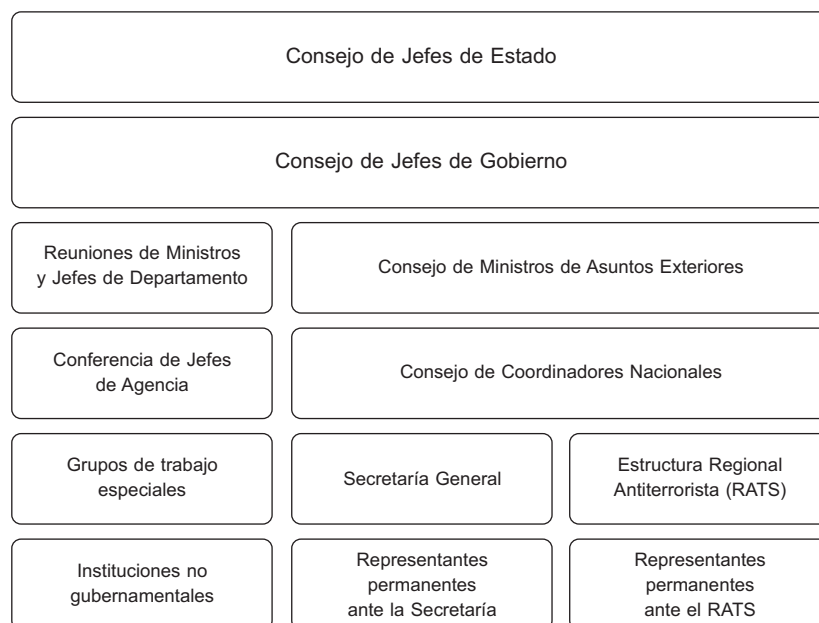 Consejo de Jefes de Estado
Consejo de Jefes de Gobierno
Reuniones de Ministros
y Jefes de Departamento
Consejo de Ministros de Asuntos Exteriores
Conferencia de Jefes
de Agencia
Consejo de Coordinadores Nacionales
Grupos de trabajo
especiales
Secretaría General
Estructura Regional
Antiterrorista (RATS)
Instituciones no
gubernamentales
Representantes
permanentes
ante la Secretaría
Representantes
permanentes
ante el RATS